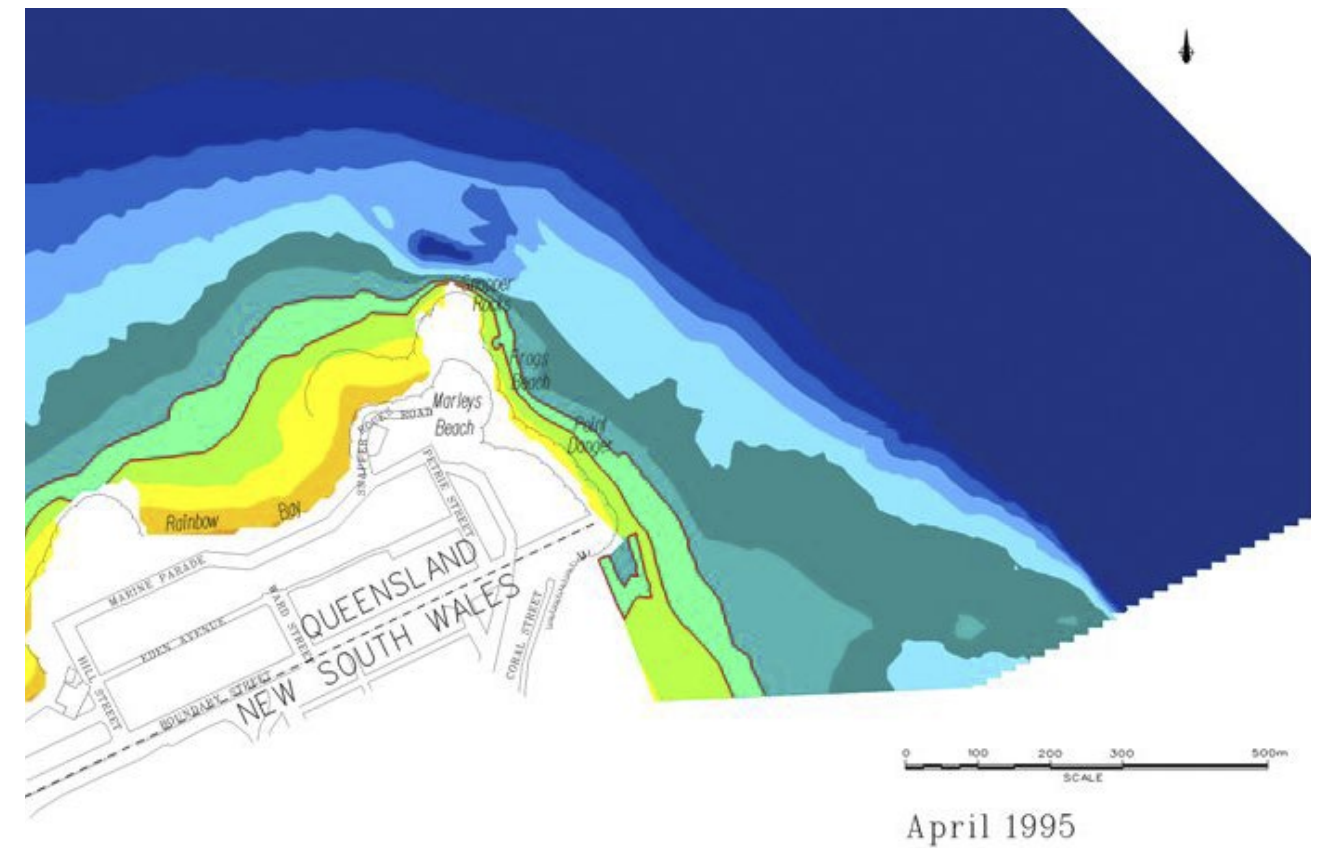 Snapper
Rocks
Frogs
Beach
Marleys
Beach
Point
Danger
SNAPPER ROCKS ROAD
PETRIE STREET
Rainbow Bay
MARINE PARADE
EDEN AVENUE
WARD STREET
HILL STREET
BOUNDARY STREET
QUEENSLAND
NEW SOUTH WALES
CORAL STREET
0 100 200 300 500m
SCALE
April 1995